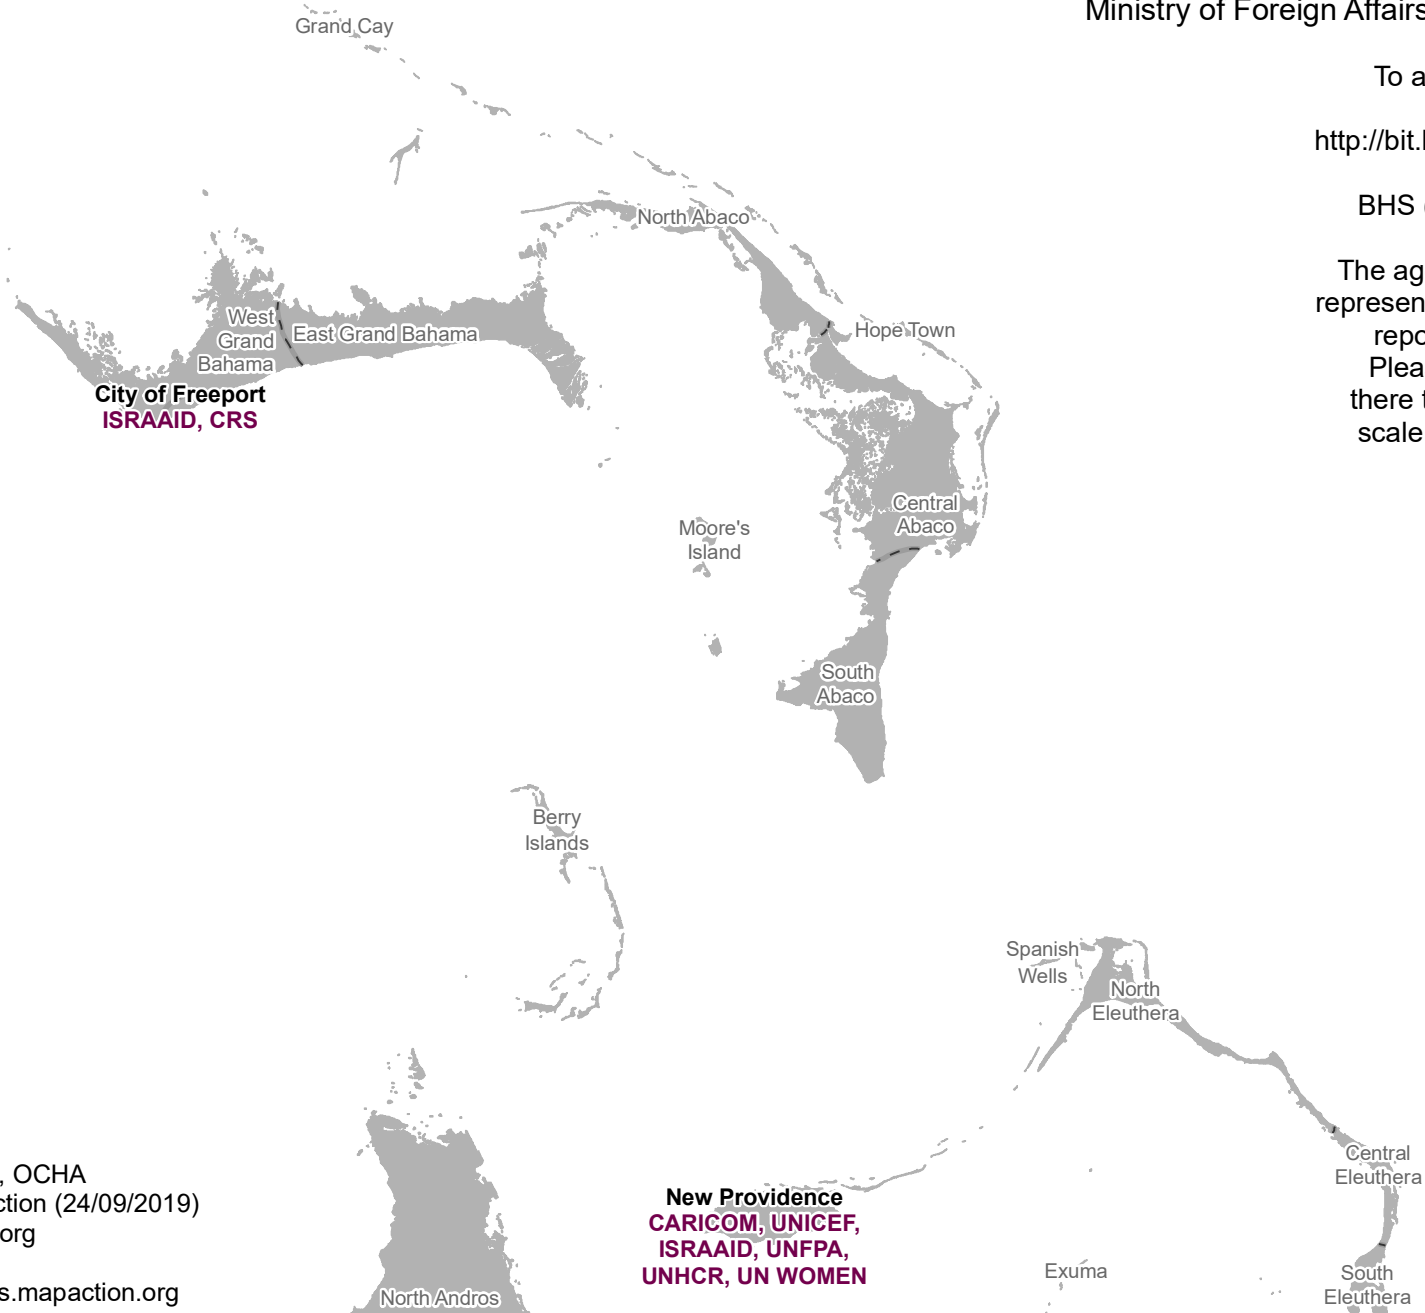 Ministry of Foreign Affairs
Grand Cay
To a
http://bit.
BHS
North Abaco
The ag
represen
West
Grand
Bahama
East Grand Bahama
Hope Town
repo
Plea
there
scale
City of Freeport
ISRAAID, CRS
Central
Abaco
Moore's
Island
South
Abaco
Berry
Islands
Spanish
Wells
North
Eleuthera
Central
Eleuthera
, OCHA
ction (24/09/2019)
org
s.mapaction.org
New Providence
CARICOM, UNICEF,
ISRAAID, UNFPA,
UNHCR, UN WOMEN
Exuma
South
Eleuthera
North Andros